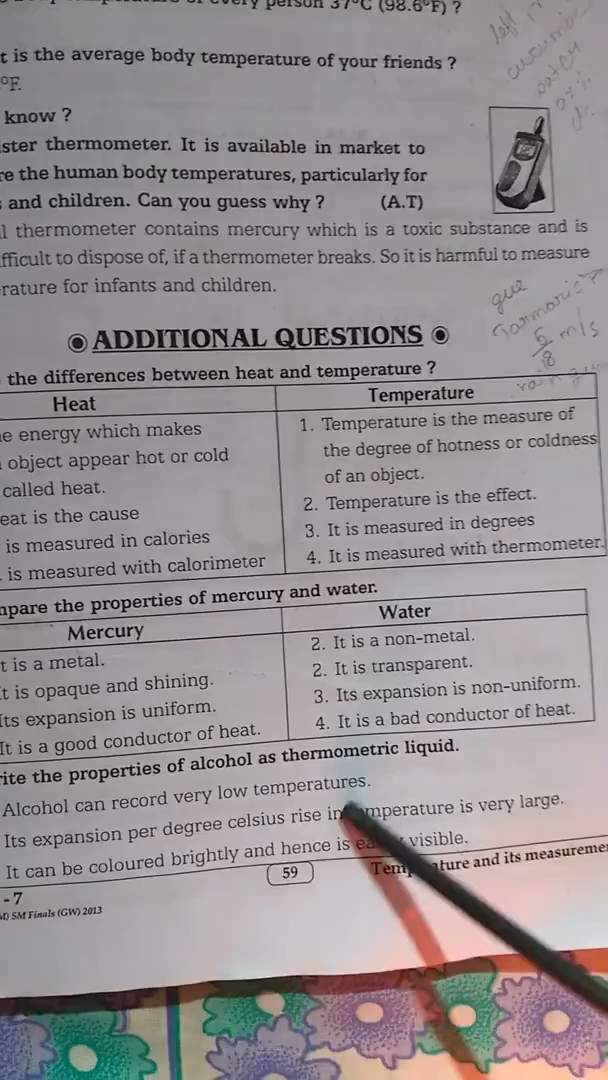 person 37°C (98.6°F) ?
t is the average body temperature of your friends ?
°F.
know ?
ster thermometer. It is available in market to
re the human body temperatures, particularly for
and children. Can you guess why ? (A.T)
l thermometer contains mercury which is a toxic substance and is
fficult to dispose of, if a thermometer breaks. So it is harmful to measure
rature for infants and children.
ADDITIONAL QUESTIONS
the differences between heat and temperature ?
Heat
e energy which makes
object appear hot or cold
called heat.
eat is the cause
is measured in calories
is measured with calorimeter
Temperature
1. Temperature is the measure of
the degree of hotness or coldness
of an object.
2. Temperature is the effect.
3. It is measured in degrees
4. It is measured with thermometer.
mpare the properties of mercury and water.
Mercury
t is a metal.
t is opaque and shining.
Its expansion is uniform.
It is a good conductor of heat.
Water
2. It is a non-metal.
2. It is transparent.
3. Its expansion is non-uniform.
4. It is a bad conductor of heat.
rite the properties of alcohol as thermometric liquid.
Alcohol can record very low temperatures.
Its expansion per degree celsius rise in temperature is very large.
It can be coloured brightly and hence is visible.
59
Temperature and its measureme
-7
SM Finals (GW) 2013